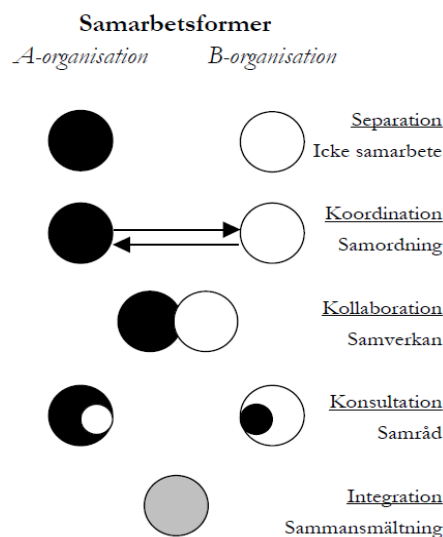 Samarbetsformer
A-organisation B-organisation
Separation
Icke samarbete
Koordination
Samordning
Kollaboration
Samverkan
Konsultation
Samråd
Integration
Sammansmältning